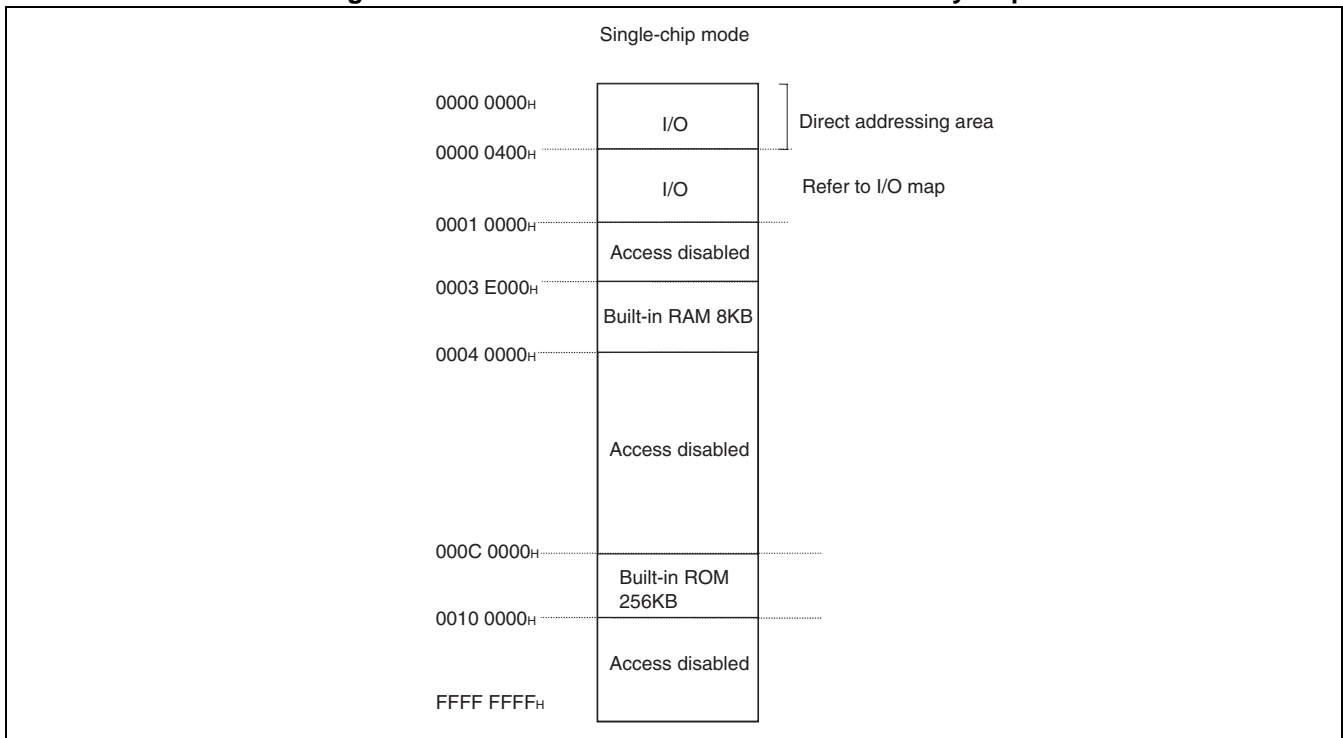 Single-chip mode
0000 0000H
I/O
Direct addressing area
0000 0400H
I/O
Refer to I/O map
0001 0000H
Access disabled
0003 E000H
Built-in RAM 8KB
0004 0000H
Access disabled
000C 0000H
Built-in ROM
256KB
0010 0000H
Access disabled
FFFF FFFFH